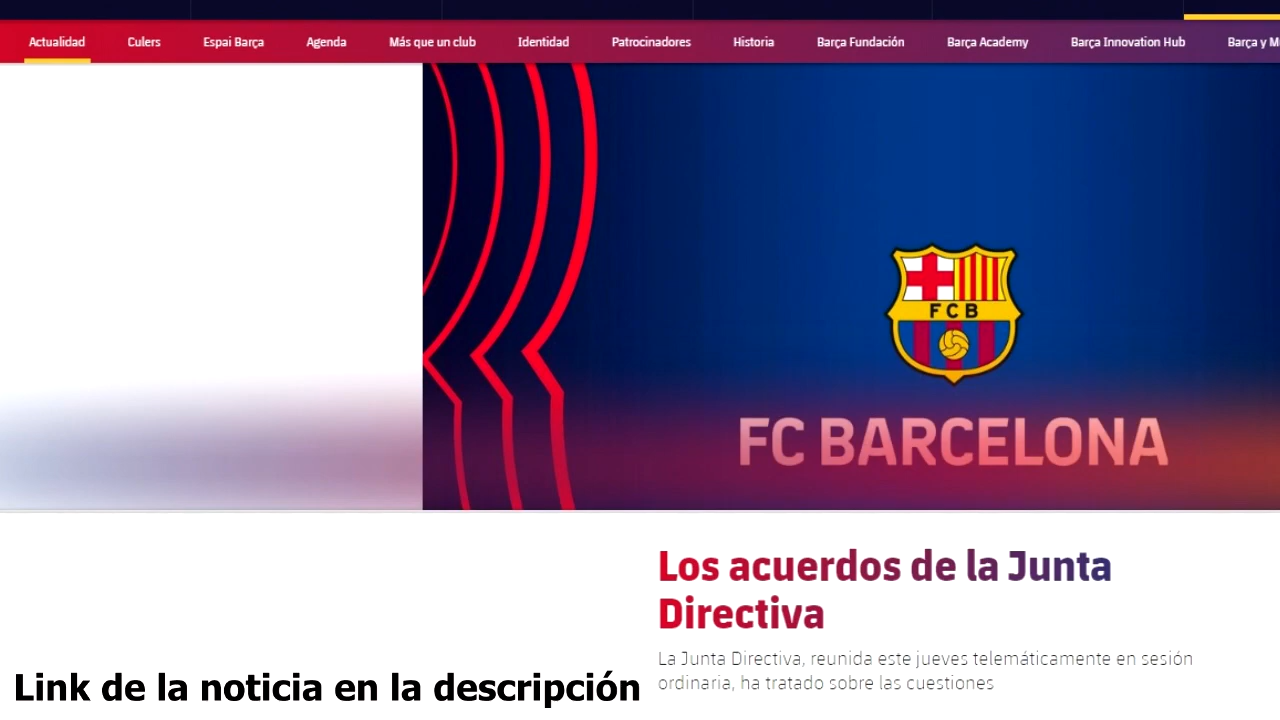 Actualidad Culers Espai Barça Agenda Más que un club Identidad Patrocinadores Historia Barça Fundación Barça Academy Barça Innovation Hub Barça y
FCB
FC BARCELONA
Los acuerdos de la Junta
Directiva
La Junta Directiva, reunida este jueves telemáticamente en sesión
ordinaria, ha tratado sobre las cuestiones
Link de la noticia en la descripción